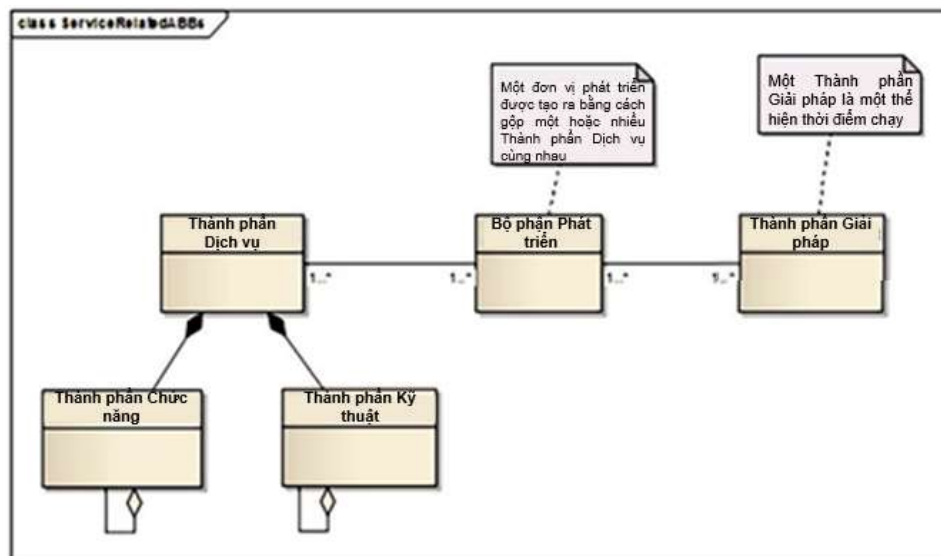 class ServiceRelatedABBs
Một đơn vị phát triển
được tạo ra bằng cách
gộp một hoặc nhiều
Thành phần Dịch vụ
cùng nhau
Một Thành phần
Giải pháp là một thể
hiện thời điểm chạy
Thành phần
Dịch vụ
Bộ phận Phát
triển
Thành phần Giải
pháp
1..*
1..*
1..*
1..*
Thành phần Chức
năng
Thành phần Kỹ
thuật